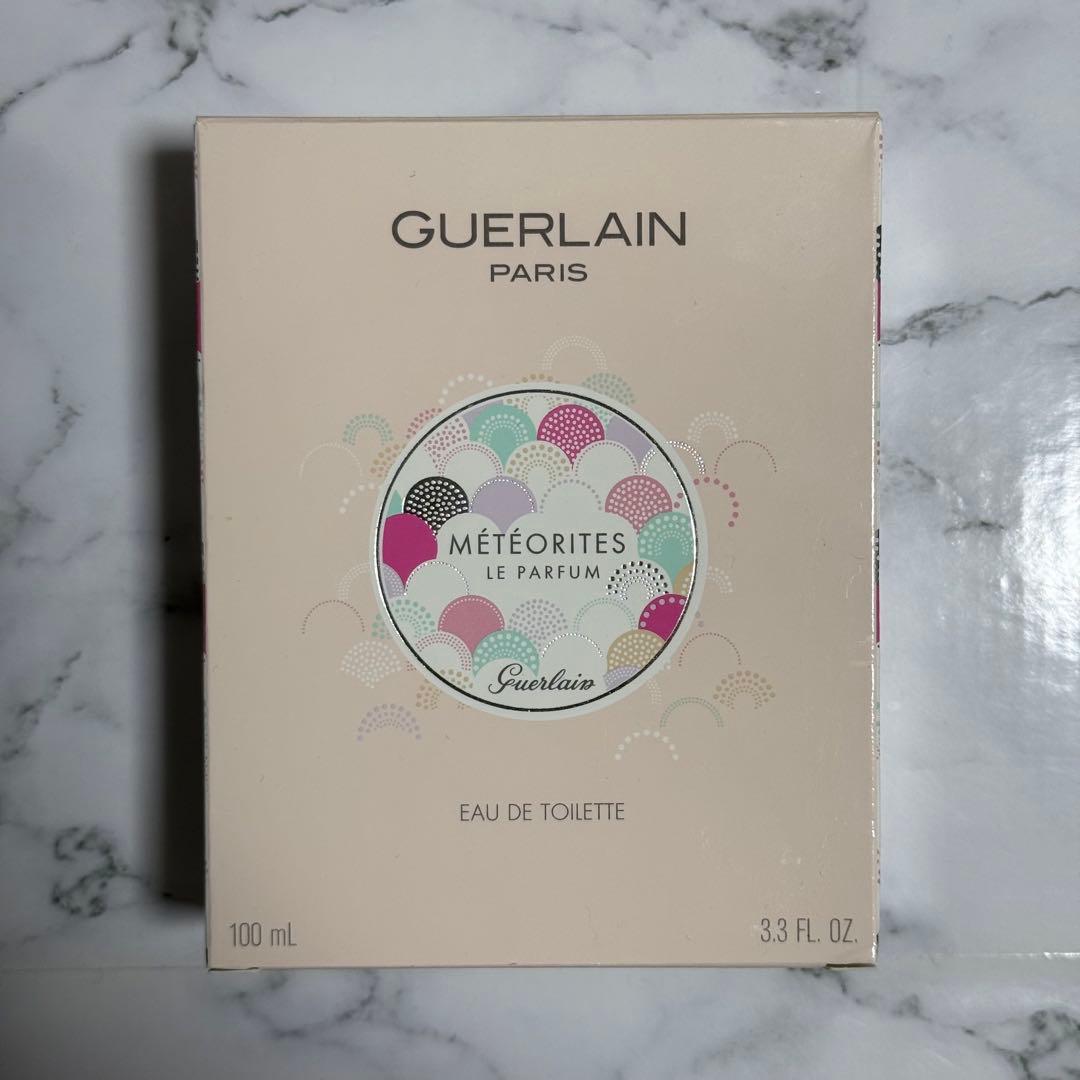 GUERLAIN
PARIS
MÉTÉORITES
LE PARFUM
Guerlain
EAU DE TOILETTE
100 mL
3.3 FL. OZ.